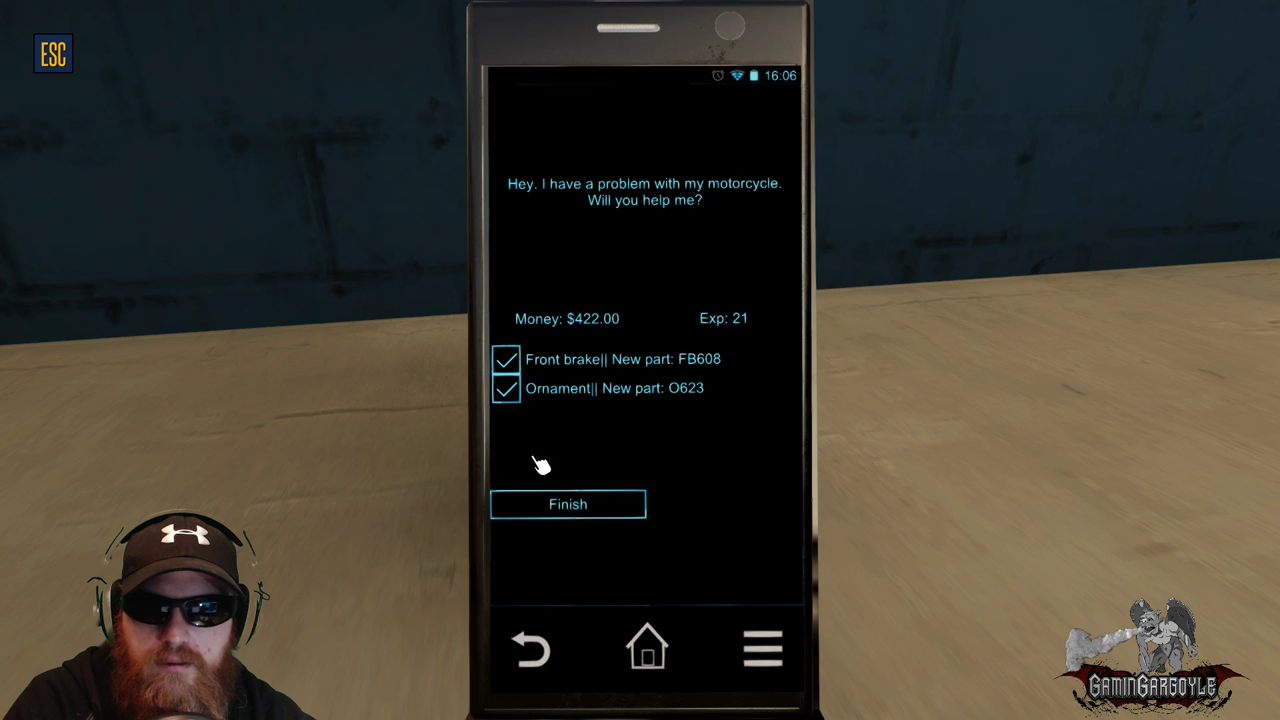 ESC
16:06
Hey. I have a problem with my motorcycle.
Will you help me?
Money: $422.00 Exp: 21
Front brake|| New part: FB608
Ornament|| New part: O623
Finish
GaminGargoyle